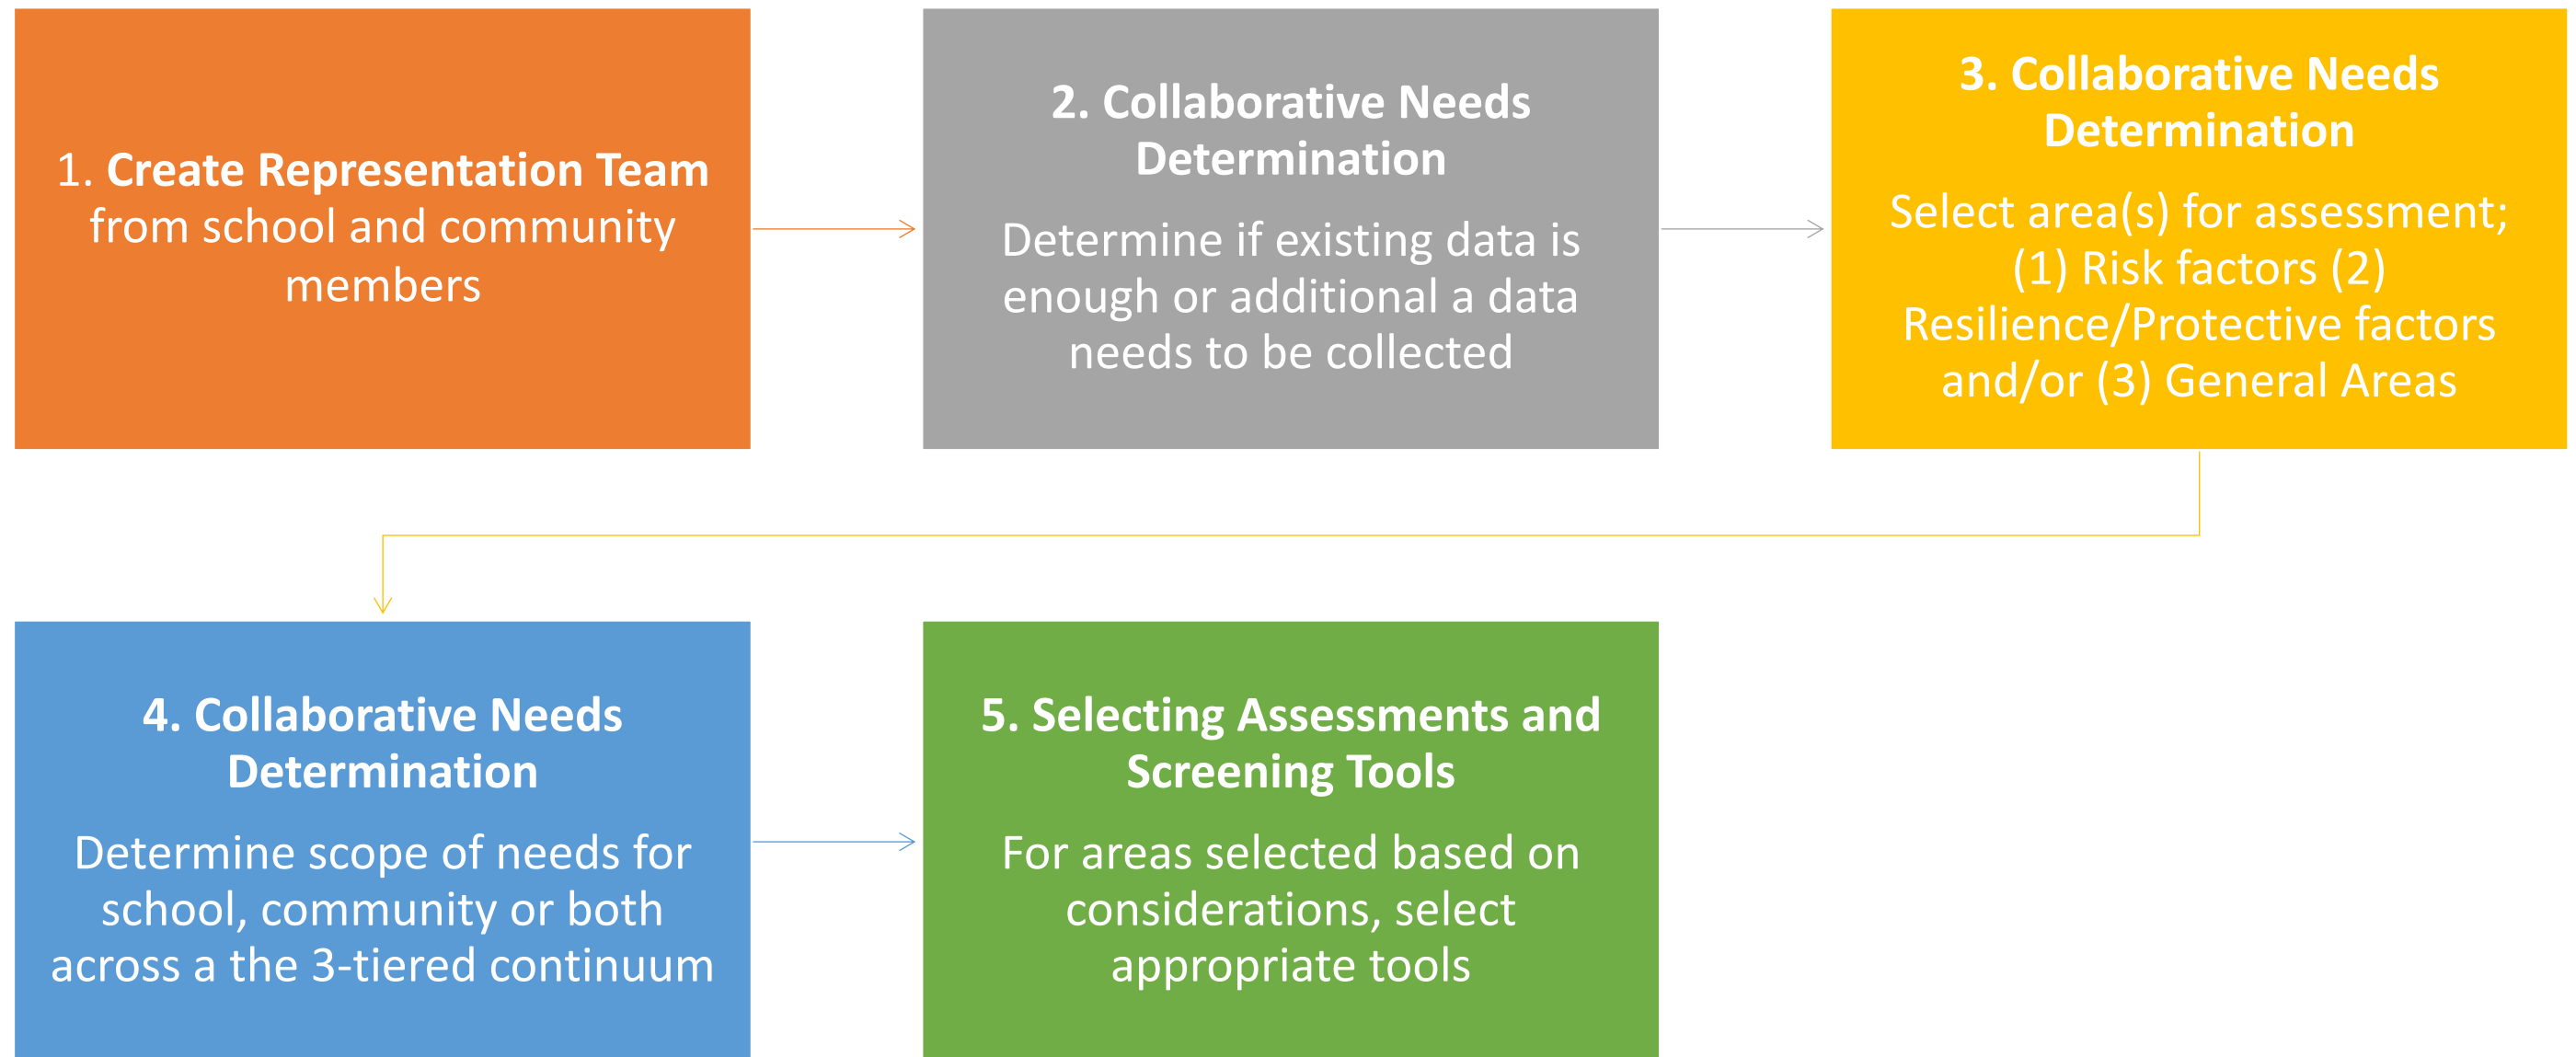 1. Create Representation Team
from school and community
members
2. Collaborative Needs
Determination
Determine if existing data is
enough or additional a data
needs to be collected
3. Collaborative Needs
Determination
Select area(s) for assessment;
(1) Risk factors (2)
Resilience/Protective factors
and/or (3) General Areas
4. Collaborative Needs
Determination
Determine scope of needs for
school, community or both
across a the 3-tiered continuum
5. Selecting Assessments and
Screening Tools
For areas selected based on
considerations, select
appropriate tools